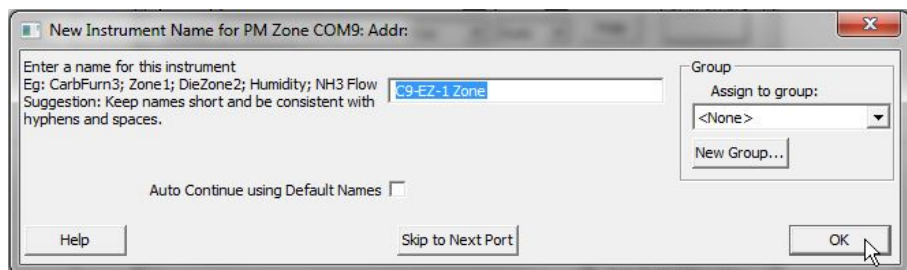 New Instrument Name for PM Zone COM9: Addr:
Enter a name for this instrument
Eg: CarbFurn3; Zone1; DieZone2; Humidity; NH3 Flow
Suggestion: Keep names short and be consistent with
hyphens and spaces.
C9-EZ-1 Zone
Group
Assign to group:
<None>
New Group...
Auto Continue using Default Names
Help
Skip to Next Port
OK